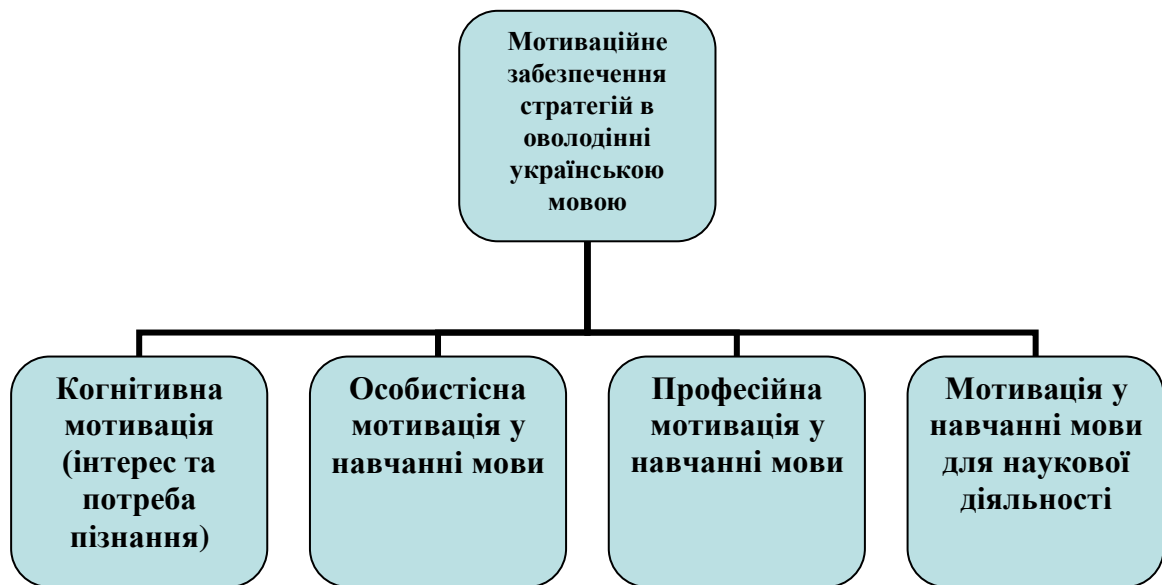 Мотиваційне
забезпечення
стратегій в
оволодінні
українською
мовою
Когнітивна
мотивація
(інтерес та
потреба
пізнання)
Особистісна
мотивація у
навчанні мови
Професійна
мотивація у
навчанні мови
Мотивація у
навчанні мови
для наукової
діяльності